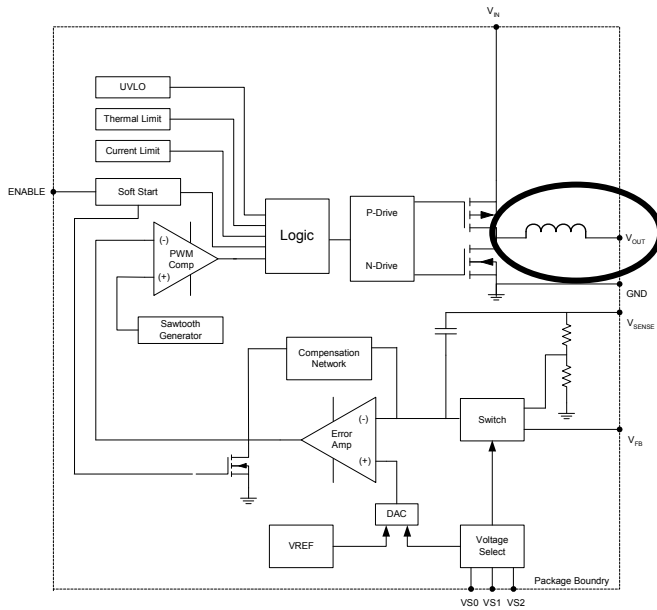 VIN
UVLO
Thermal Limit
Current Limit
ENABLE
Soft Start
Logic
P-Drive
N-Drive
VOUT
(-)
PWM
Comp
(+)
GND
VSENSE
Sawtooth
Generator
Compensation
Network
(-)
Error
Amp
(+)
Switch
VFB
DAC
VREF
Voltage
Select
Package Boundry
VS0 VS1 VS2